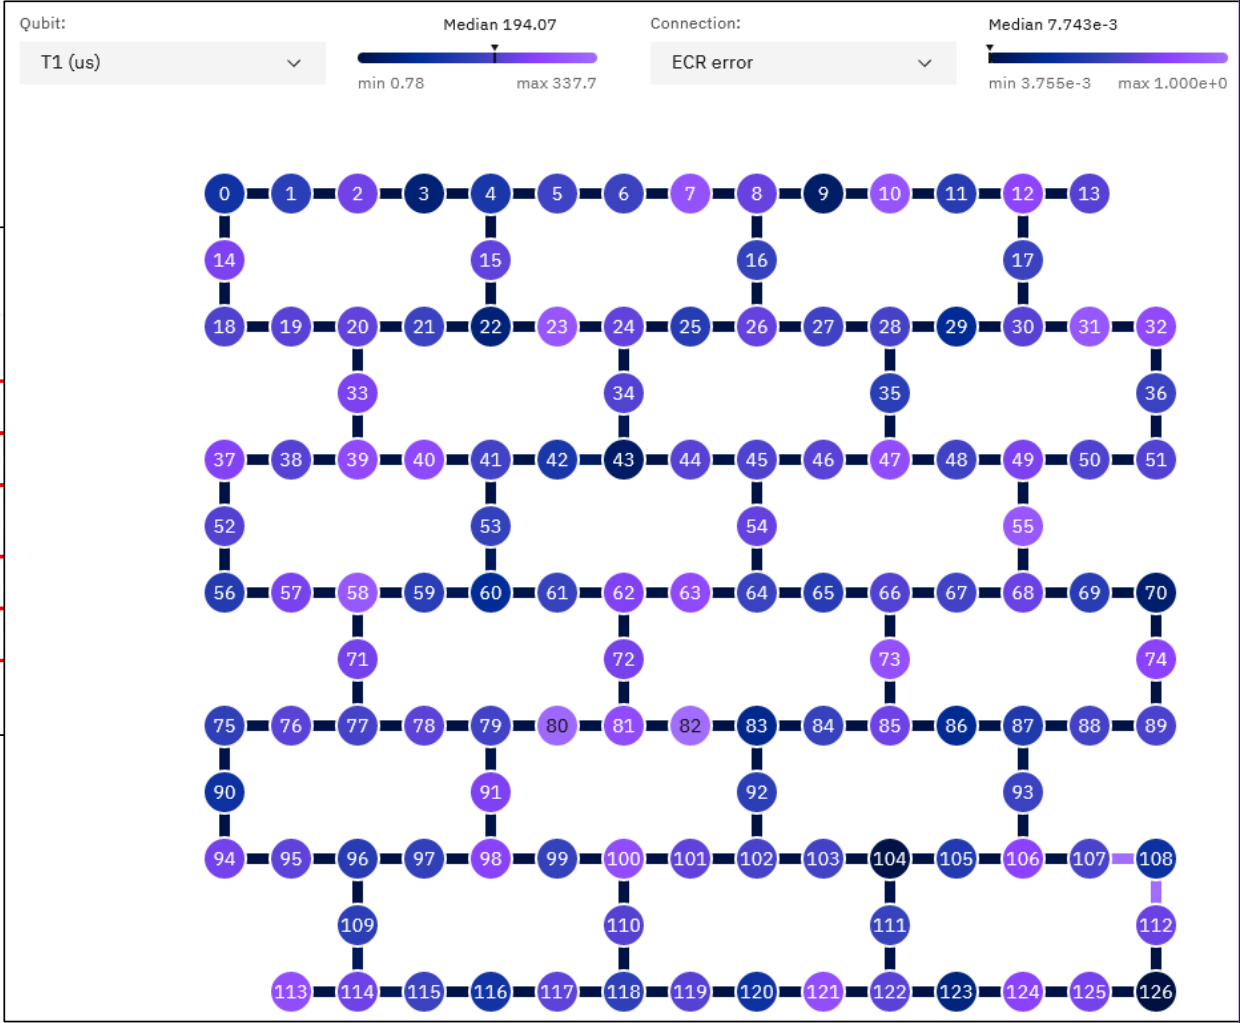 Qubit: Median 194.07 Connection: Median 7.743e-3
T1 (us) ECR error
min 0.78 max 337.7 min 3.755e-3 max 1.000e+0
0 1 2 3 4 5 6 7 8 9 10 11 12 13
14 15 16 17
18 19 20 21 22 23 24 25 26 27 28 29 30 31 32
33 34 35 36
37 38 39 40 41 42 43 44 45 46 47 48 49 50 51
52 53 54 55
56 57 58 59 60 61 62 63 64 65 66 67 68 69 70
71 72 73 74
75 76 77 78 79 80 81 82 83 84 85 86 87 88 89
90 91 92 93
94 95 96 97 98 99 100 101 102 103 104 105 106 107 108
109 110 111 112
113 114 115 116 117 118 119 120 121 122 123 124 125 126